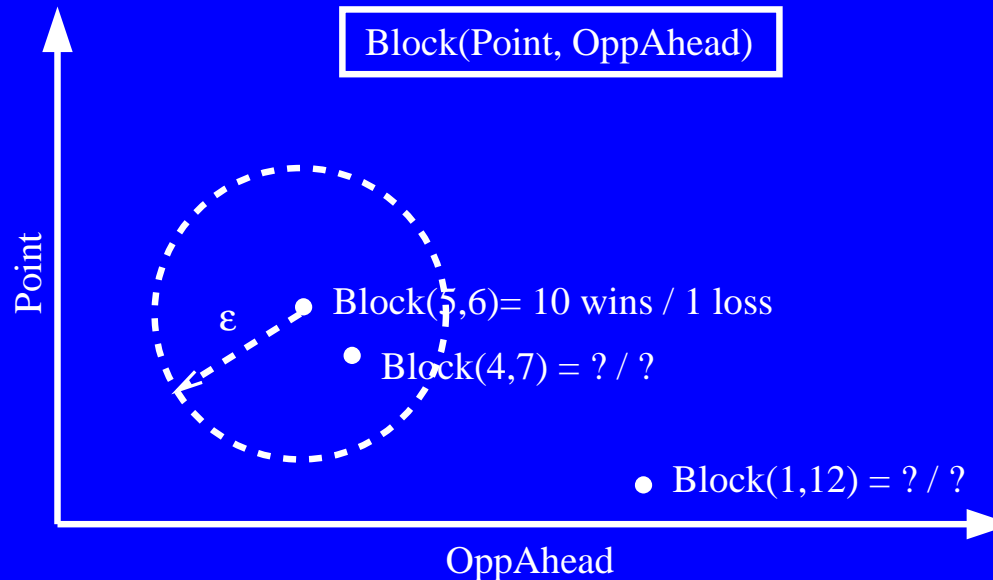 Block(Point, OppAhead)
Point
Block(5,6)= 10 wins / 1 loss
ε
Block(4,7) = ? / ?
Block(1,12) = ? / ?
OppAhead